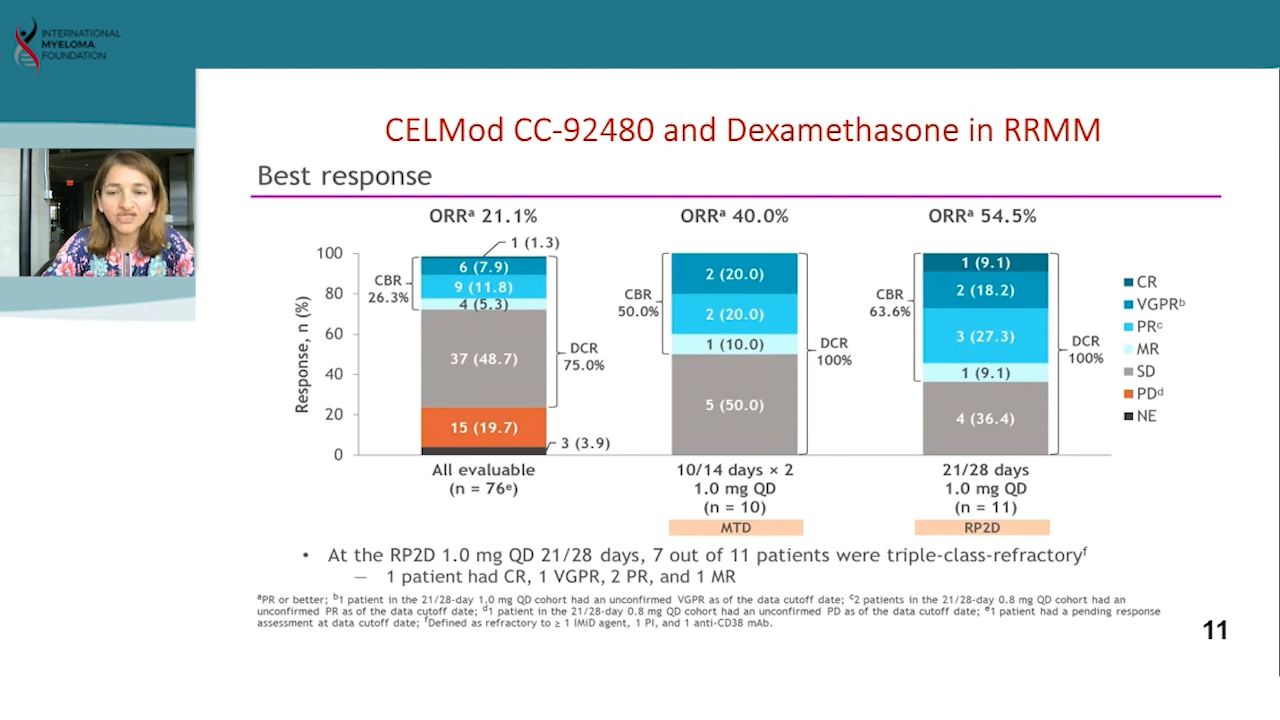 INTERNATIONAL
MYELOMA
FOUNDATION
CELMod CC-92480 and Dexamethasone in RRMM
Best response
ORRᵃ 21.1%
ORRᵃ 40.0%
ORRᵃ 54.5%
Response, n (%)
100
80
60
40
20
0
1 (1.3)
6 (7.9)
9 (11.8)
4 (5.3)
37 (48.7)
15 (19.7)
3 (3.9)
CBR
26.3%
DCR
75.0%
All evaluable
(n = 76ᵉ)
2 (20.0)
2 (20.0)
1 (10.0)
5 (50.0)
CBR
50.0%
DCR
100%
10/14 days × 2
1.0 mg QD
(n = 10)
MTD
1 (9.1)
2 (18.2)
3 (27.3)
1 (9.1)
4 (36.4)
CBR
63.6%
DCR
100%
21/28 days
1.0 mg QD
(n = 11)
RP2D
CR
VGPRᵇ
PRᶜ
MR
SD
PDᵈ
NE
• At the RP2D 1.0 mg QD 21/28 days, 7 out of 11 patients were triple-class-refractoryᶠ
— 1 patient had CR, 1 VGPR, 2 PR, and 1 MR
ᵃPR or better; ᵇ1 patient in the 21/28-day 1.0 mg QD cohort had an unconfirmed VGPR as of the data cutoff date; ᶜ2 patients in the 21/28-day 0.8 mg QD cohort had an
unconfirmed PR as of the data cutoff date; ᵈ1 patient in the 21/28-day 0.8 mg QD cohort had an unconfirmed PD as of the data cutoff date; ᵉ1 patient had a pending response
assessment at data cutoff date; ᶠDefined as refractory to ≥ 1 IMiD agent, 1 PI, and 1 anti-CD38 mAb.
11